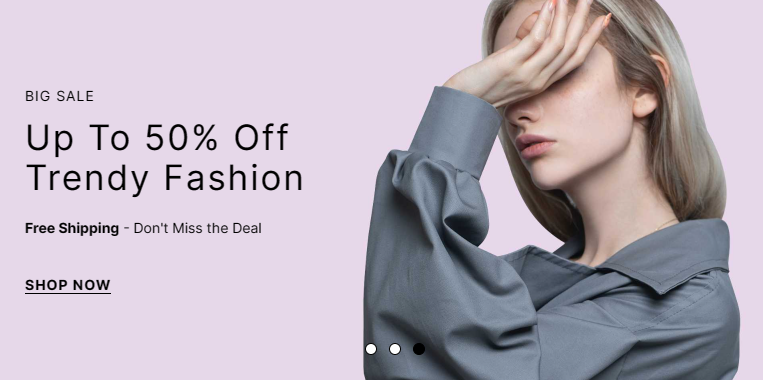 BIG SALE
Up To 50% Off
Trendy Fashion
Free Shipping - Don't Miss the Deal
SHOP NOW